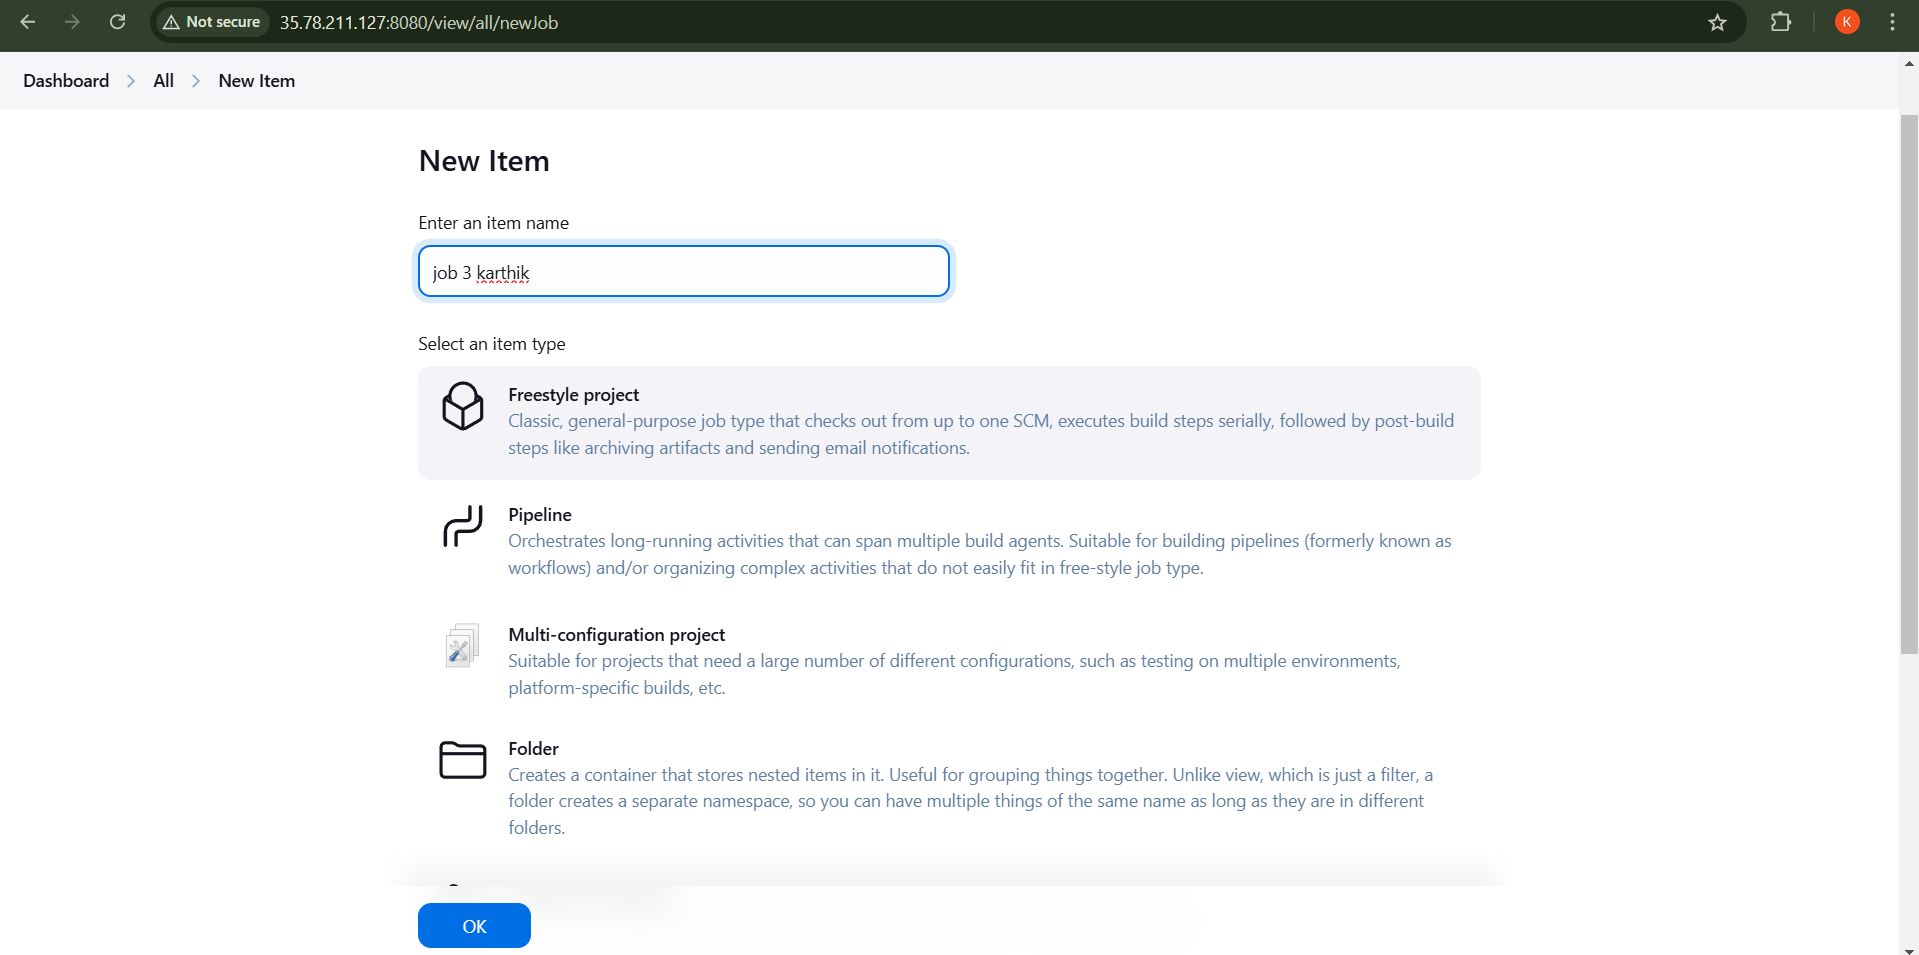 Not secure 35.78.211.127:8080/view/all/newJob
K
Dashboard All New Item
New Item
Enter an item name
job 3 karthik
Select an item type
Freestyle project
Classic, general-purpose job type that checks out from up to one SCM, executes build steps serially, followed by post-build
steps like archiving artifacts and sending email notifications.
Pipeline
Orchestrates long-running activities that can span multiple build agents. Suitable for building pipelines (formerly known as
workflows) and/or organizing complex activities that do not easily fit in free-style job type.
Multi-configuration project
Suitable for projects that need a large number of different configurations, such as testing on multiple environments,
platform-specific builds, etc.
Folder
Creates a container that stores nested items in it. Useful for grouping things together. Unlike view, which is just a filter, a
folder creates a separate namespace, so you can have multiple things of the same name as long as they are in different
folders.
OK